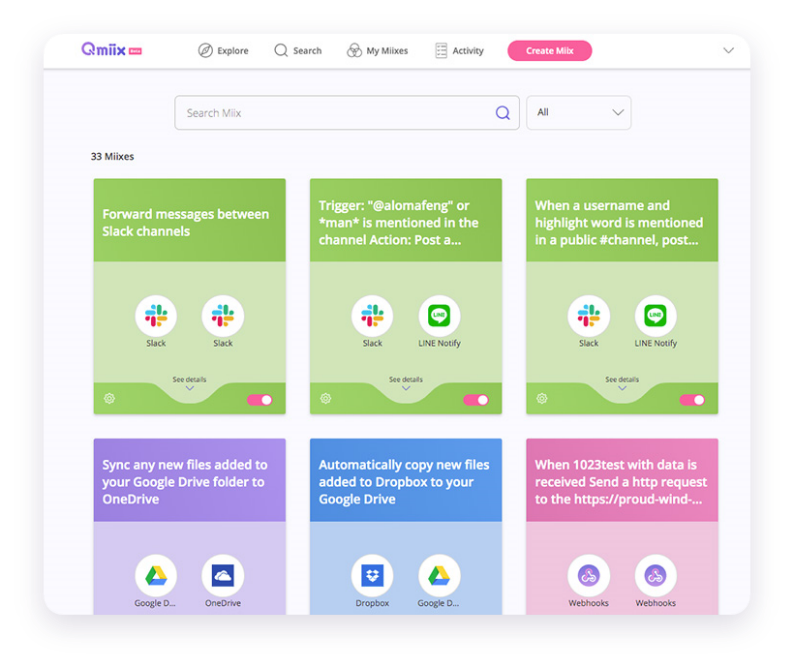 Qmiix
Explore
Search
My Miixes
Activity
Create Miix
Search Miix
All
33 Miixes
Forward messages between
Slack channels
Slack
Slack
See details
Trigger: "@alomafeng" or
*man* is mentioned in the
channel Action: Post a...
Slack
LINE Notify
See details
When a username and
highlight word is mentioned
in a public #channel, post...
Slack
LINE Notify
See details
Sync any new files added to
your Google Drive folder to
OneDrive
Google D...
OneDrive
Automatically copy new files
added to Dropbox to your
Google Drive
Dropbox
Google D...
When 1023test with data is
received Send a http request
to the https://proud-wind-...
Webhooks
Webhooks